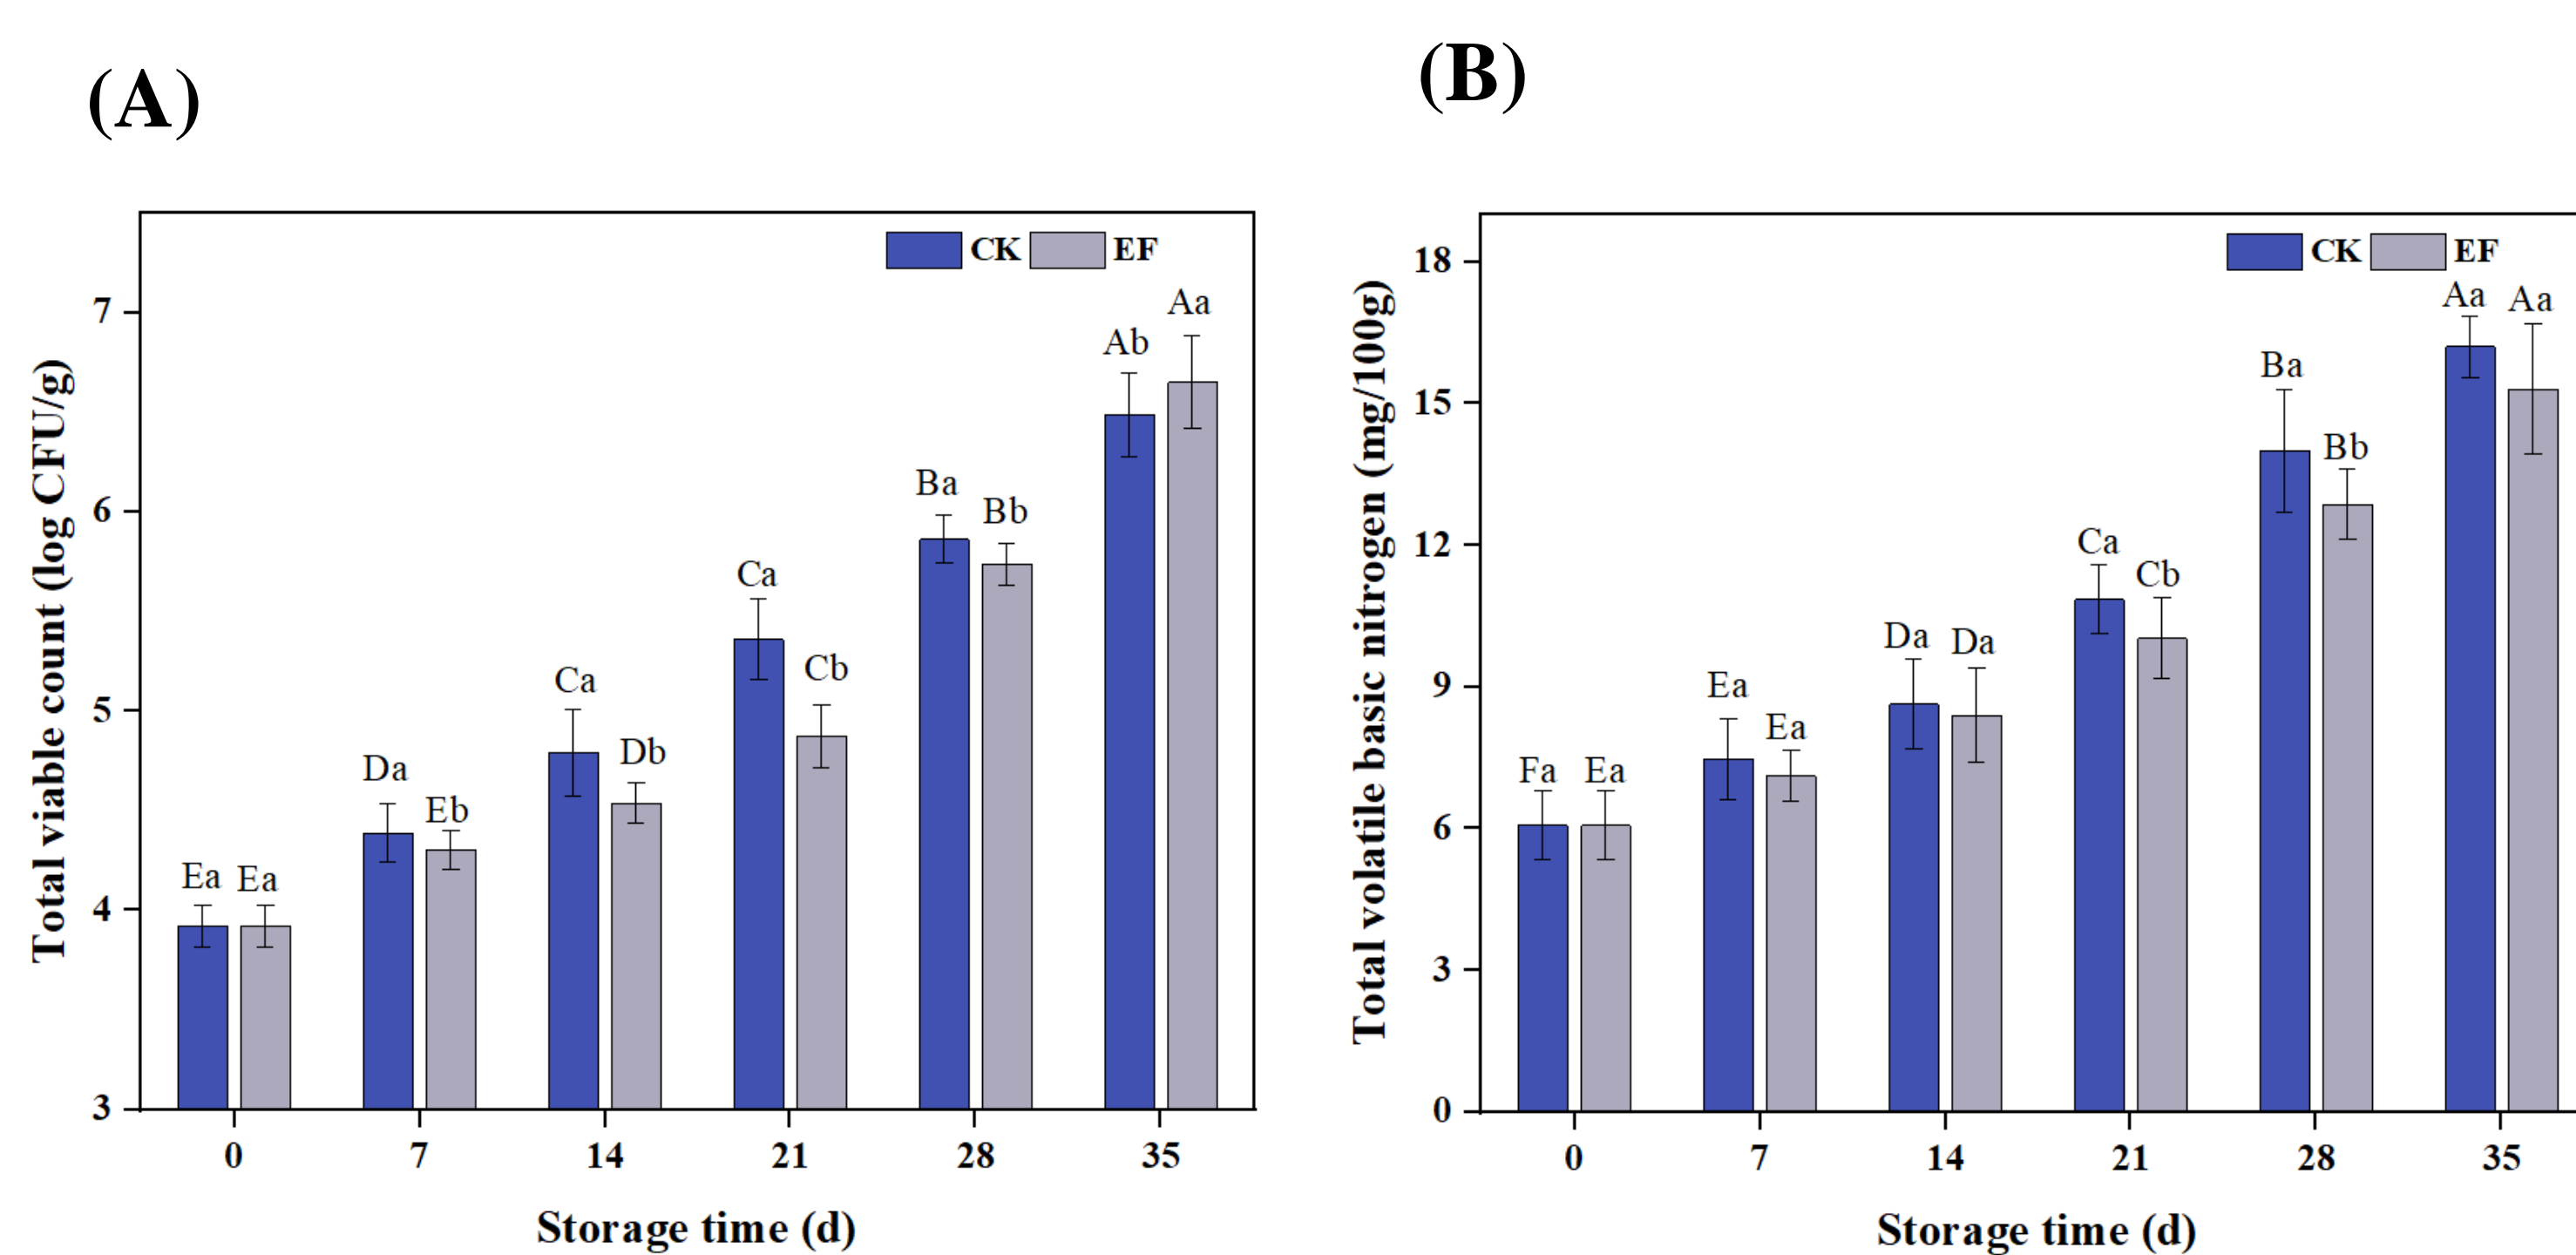 (A)
CK EF
Total viable count (log CFU/g)
7
6
5
4
3
Ea Ea
Da Eb
Ca Db
Ca Cb
Ba Bb
Ab Aa
0 7 14 21 28 35
Storage time (d)
(B)
CK EF
Total volatile basic nitrogen (mg/100g)
18
15
12
9
6
3
0
Fa Ea
Ea Ea
Da Da
Ca Cb
Ba Bb
Aa Aa
0 7 14 21 28 35
Storage time (d)